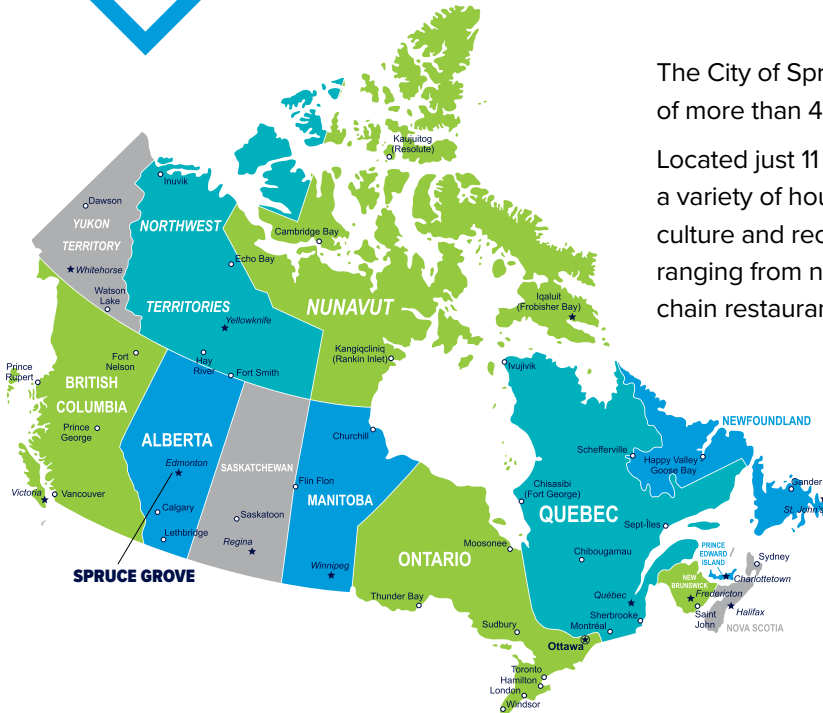 The City of Spr
of more than 4
Located just 11
a variety of hou
culture and rec
ranging from n
chain restauran
Kaujuitog
(Resolute)
Inuvik
Dawson
YUKON
TERRITORY
Whitehorse
Watson
Lake
NORTHWEST
TERRITORIES
Cambridge Bay
Echo Bay
NUNAVUT
Yellowknife
Iqaluit
(Frobisher Bay)
Kangiqcliniq
(Rankin Inlet)
Hay
River
Fort Smith
Fort
Nelson
Prince
Rupert
BRITISH
COLUMBIA
Prince
George
Victoria
Vancouver
ALBERTA
Edmonton
Calgary
Lethbridge
SPRUCE GROVE
SASKATCHEWAN
Saskatoon
Regina
Churchill
Flin Flon
MANITOBA
Winnipeg
Ivujivik
NEWFOUNDLAND
Schefferville
Happy Valley
Goose Bay
Gander
St. John's
Chisasibi
(Fort George)
QUEBEC
Sept-Îles
Chibougamau
Moosonee
ONTARIO
Thunder Bay
Sudbury
Québec
Sherbrooke
Montréal
Ottawa
Toronto
Hamilton
London
Windsor
PRINCE
EDWARD
ISLAND
Charlottetown
Sydney
NEW
BRUNSWICK
Fredericton
Saint
John
Halifax
NOVA SCOTIA